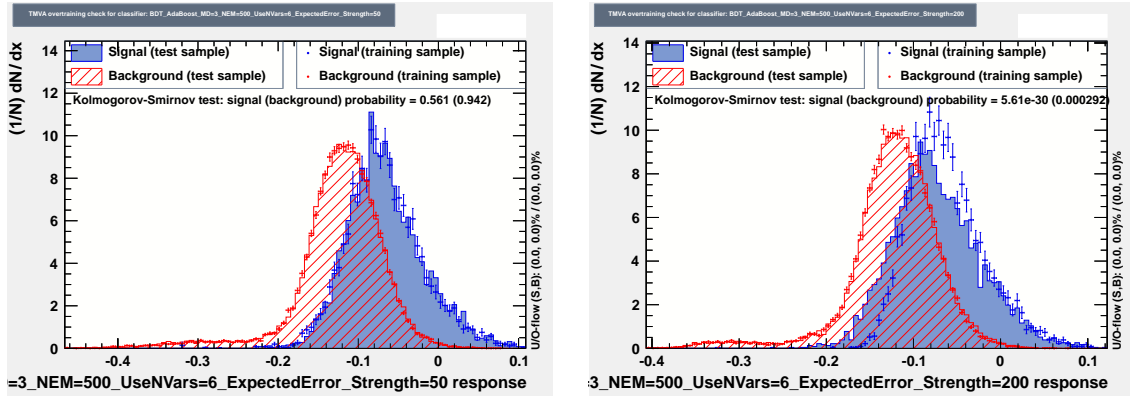 TMVA overtraining check for classifier: BDT_AdaBoost_MD=3_NEM=500_UseNVars=6_ExpectedError_Strength=50
Signal (test sample)
Background (test sample)
Signal (training sample)
Background (training sample)
Kolmogorov-Smirnov test: signal (background) probability = 0.561 (0.942)
(1/N) dN/ dx
14
12
10
8
6
4
2
0
-0.4
-0.3
-0.2
-0.1
0
0.1
U/O-flow (S,B): (0.0, 0.0)% / (0.0, 0.0)%
=3_NEM=500_UseNVars=6_ExpectedError_Strength=50 response
TMVA overtraining check for classifier: BDT_AdaBoost_MD=3_NEM=500_UseNVars=6_ExpectedError_Strength=200
Signal (test sample)
Background (test sample)
Signal (training sample)
Background (training sample)
Kolmogorov-Smirnov test: signal (background) probability = 5.61e-30 (0.000292)
(1/N) dN/ dx
14
12
10
8
6
4
2
0
-0.4
-0.3
-0.2
-0.1
0
0.1
U/O-flow (S,B): (0.0, 0.0)% / (0.0, 0.0)%
=3_NEM=500_UseNVars=6_ExpectedError_Strength=200 response